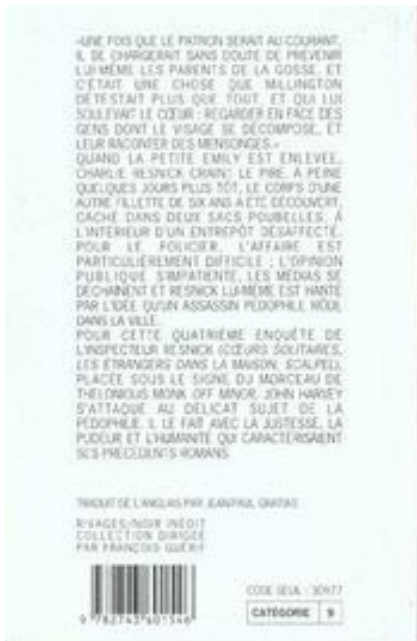 «UNE FOIS QUE LE PATRON SERAIT AU COURANT,
IL SE CHARGERAIT SANS DOUTE DE PRÉVENIR
LUI-MÊME LES PARENTS DE LA GOSSE, ET
C'ÉTAIT UNE CHOSE QUE MILLINGTON
DÉTESTAIT PLUS QUE TOUT, ET QUI LUI
SOULEVAIT LE CŒUR : REGARDER EN FACE DES
GENS DONT LE VISAGE SE DÉCOMPOSE, ET
LEUR RACONTER DES MENSONGES.»
QUAND LA PETITE EMILY EST ENLEVÉE,
CHARLIE RESNICK CRAINT LE PIRE. À PEINE
QUELQUES JOURS PLUS TÔT, LE CORPS D'UNE
AUTRE FILLETTE DE SIX ANS A ÉTÉ DÉCOUVERT,
CACHÉ DANS DEUX SACS POUBELLES, À
L'INTÉRIEUR D'UN ENTREPÔT DÉSAFFECTÉ.
POUR LE POLICIER, L'AFFAIRE EST
PARTICULIÈREMENT DIFFICILE : L'OPINION
PUBLIQUE S'IMPATIENTE, LES MÉDIAS SE
DÉCHAÎNENT ET RESNICK LUI-MÊME EST HANTÉ
PAR L'IDÉE QU'UN ASSASSIN PÉDOPHILE RÔDE
DANS LA VILLE.
POUR CETTE QUATRIÈME ENQUÊTE DE
L'INSPECTEUR RESNICK (CŒURS SOLITAIRES,
LES ÉTRANGERS DANS LA MAISON, SCALPEL),
PLACÉE SOUS LE SIGNE DU MORCEAU DE
THELONIOUS MONK OFF MINOR, JOHN HARVEY
S'ATTAQUE AU DÉLICAT SUJET DE LA
PÉDOPHILIE. IL LE FAIT AVEC LA JUSTESSE, LA
PUDEUR ET L'HUMANITÉ QUI CARACTÉRISAIENT
SES PRÉCÉDENTS ROMANS.
TRADUIT DE L'ANGLAIS PAR JEAN-PAUL GRATIAS
RIVAGES/NOIR INÉDIT
COLLECTION DIRIGÉE
PAR FRANÇOIS GUÉRIF
CODE SEUIL : 30977
CATÉGORIE 9
9 782743 601546